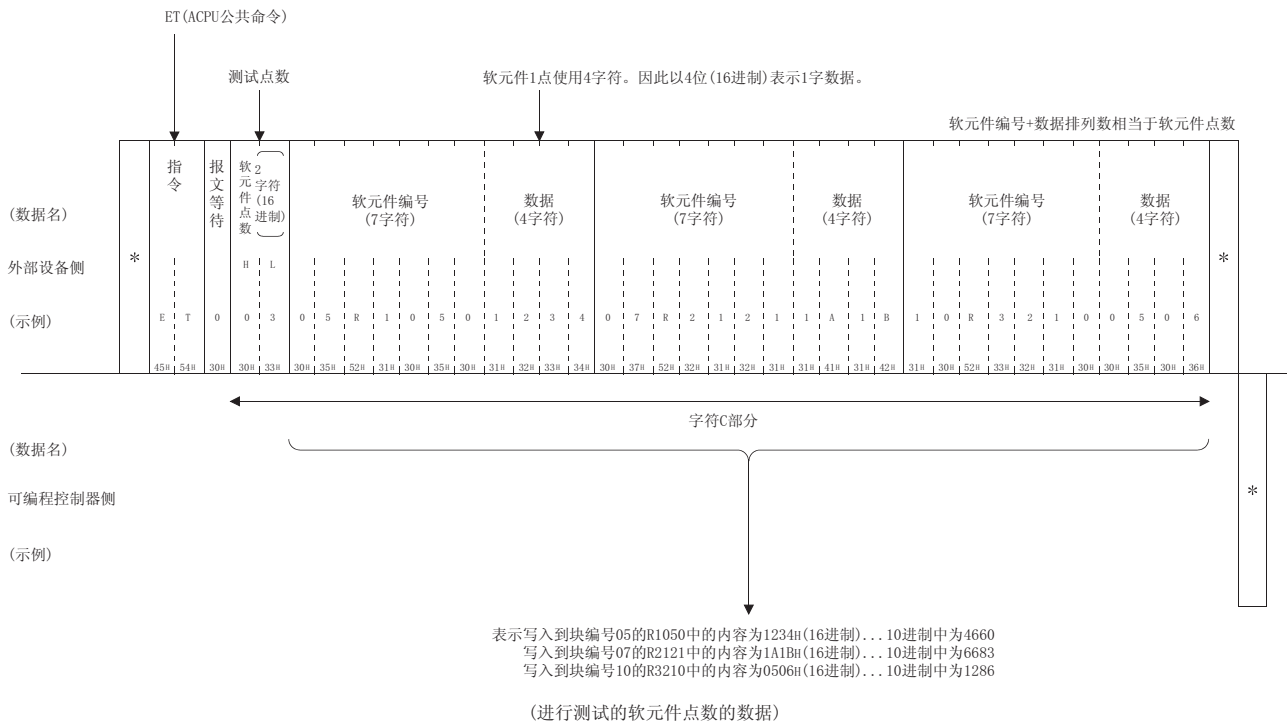 ET(ACPU公共命令)
测试点数
软元件1点使用4字符。因此以4位(16进制)表示1字数据。
软元件编号+数据排列数相当于软元件点数
(数据名)
外部设备侧
(示例)
*
指令
报文等待
软元件点数
2字符(16进制)
软元件编号
(7字符)
数据
(4字符)
软元件编号
(7字符)
数据
(4字符)
软元件编号
(7字符)
数据
(4字符)
*
H L
E T 0 0 3 0 5 R 1 0 5 0 1 2 3 4 0 7 R 2 1 2 1 1 A 1 B 1 0 R 3 2 1 0 0 5 0 6
45H 54H 30H 30H 33H 30H 35H 52H 31H 30H 35H 30H 31H 32H 33H 34H 30H 37H 52H 32H 31H 32H 31H 31H 41H 31H 42H 31H 30H 52H 33H 32H 31H 30H 30H 35H 30H 36H
字符C部分
(数据名)
可编程控制器侧
(示例)
*
表示写入到块编号05的R1050中的内容为1234H(16进制)...10进制中为4660
写入到块编号07的R2121中的内容为1A1BH(16进制)...10进制中为6683
写入到块编号10的R3210中的内容为0506H(16进制)...10进制中为1286
(进行测试的软元件点数的数据)